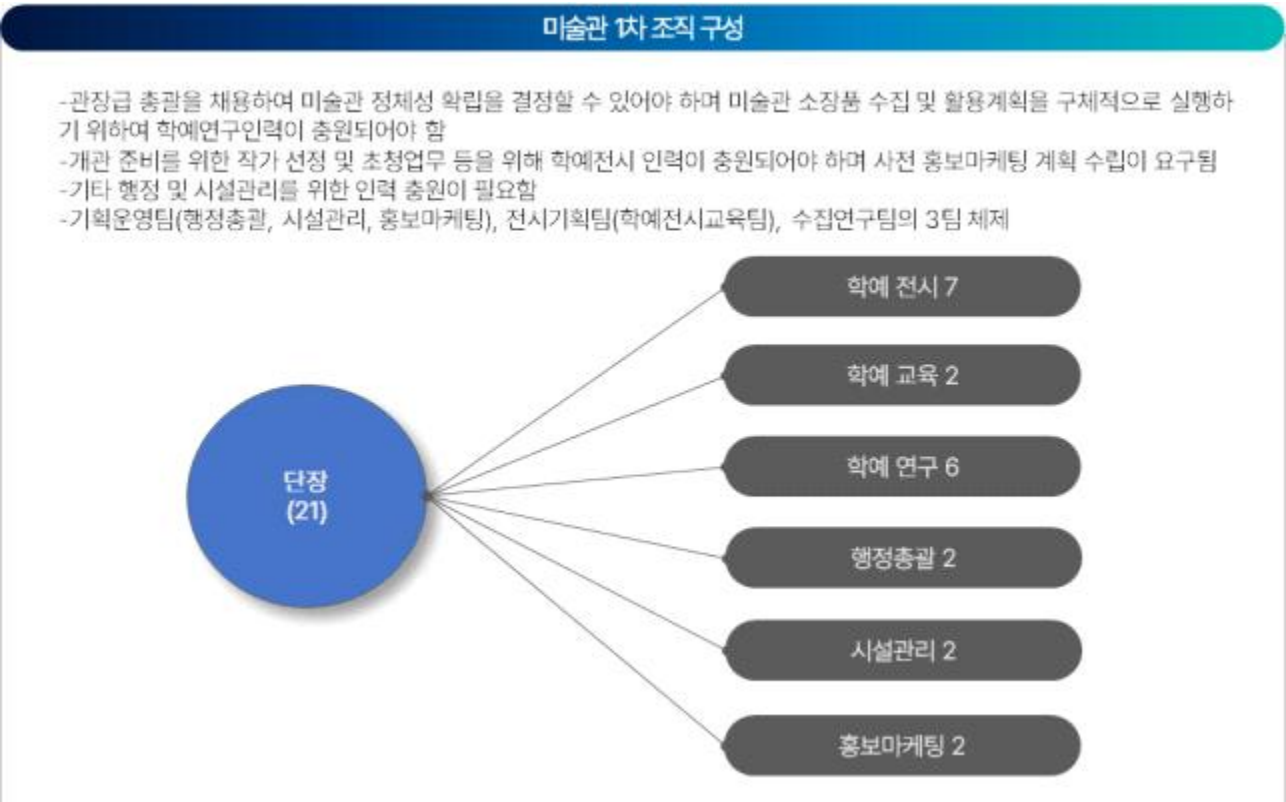 미술관 1차 조직 구성
-관장급 총괄을 채용하여 미술관 정체성 확립을 결정할 수 있어야 하며 미술관 소장품 수집 및 활용계획을 구체적으로 실행하
기 위하여 학예연구인력이 충원되어야 함
-개관 준비를 위한 작가 선정 및 초청업무 등을 위해 학예전시 인력이 충원되어야 하며 사전 홍보마케팅 계획 수립이 요구됨
-기타 행정 및 시설관리를 위한 인력 충원이 필요함
-기획운영팀(행정총괄, 시설관리, 홍보마케팅), 전시기획팀(학예전시교육팀), 수집연구팀의 3팀 체제
단장
(21)
학예 전시 7
학예 교육 2
학예 연구 6
행정총괄 2
시설관리 2
홍보마케팅 2